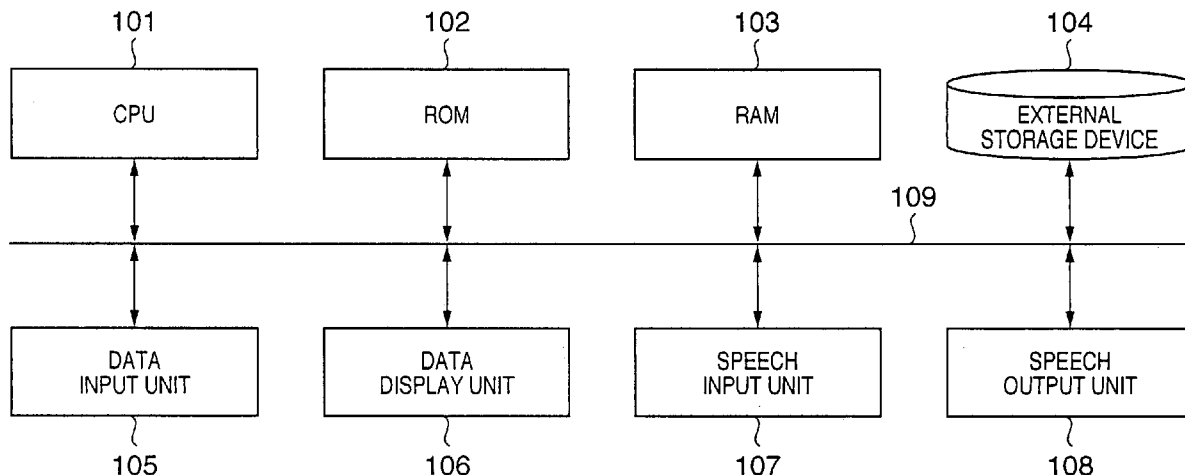 101
102
103
104
CPU
ROM
RAM
EXTERNAL
STORAGE DEVICE
109
DATA
INPUT UNIT
DATA
DISPLAY UNIT
SPEECH
INPUT UNIT
SPEECH
OUTPUT UNIT
105
106
107
108